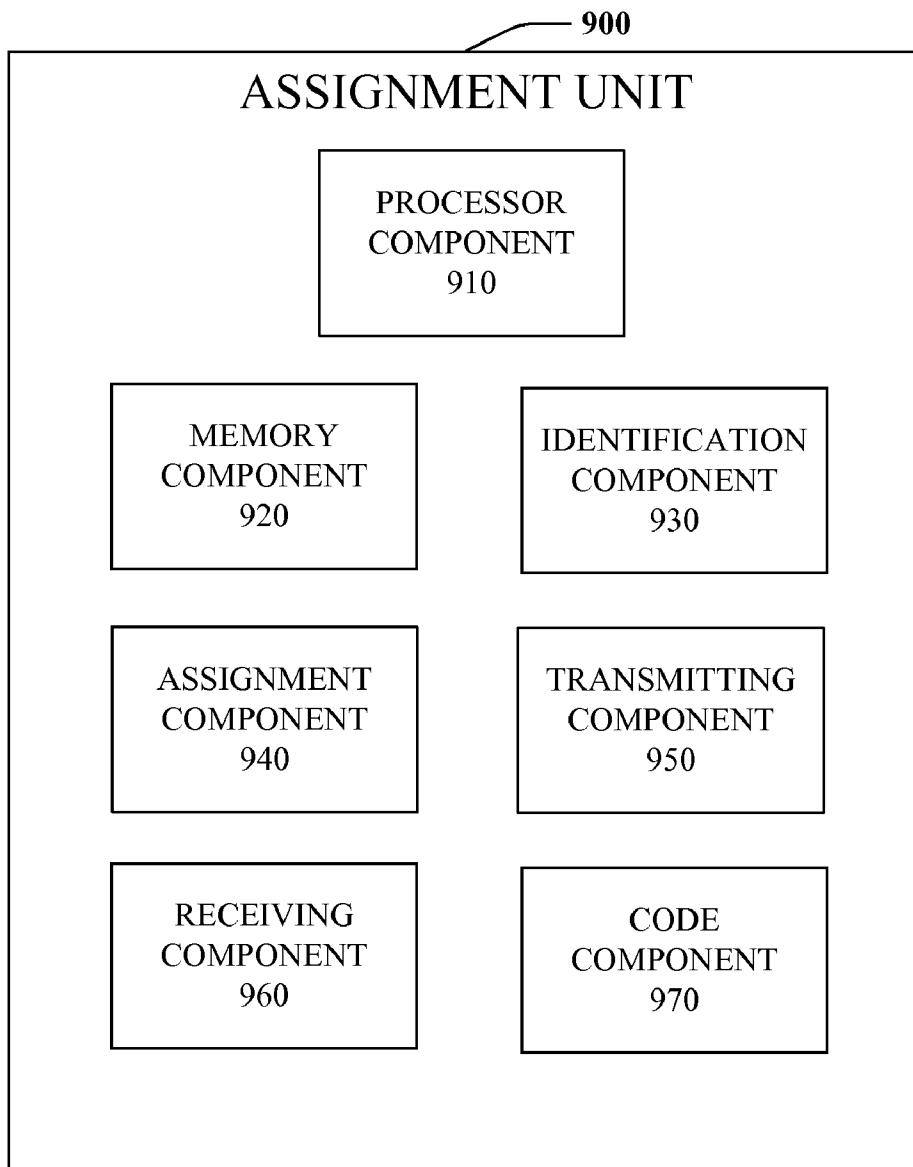 900
ASSIGNMENT UNIT
PROCESSOR
COMPONENT
910
MEMORY
COMPONENT
920
IDENTIFICATION
COMPONENT
930
ASSIGNMENT
COMPONENT
940
TRANSMITTING
COMPONENT
950
RECEIVING
COMPONENT
960
CODE
COMPONENT
970